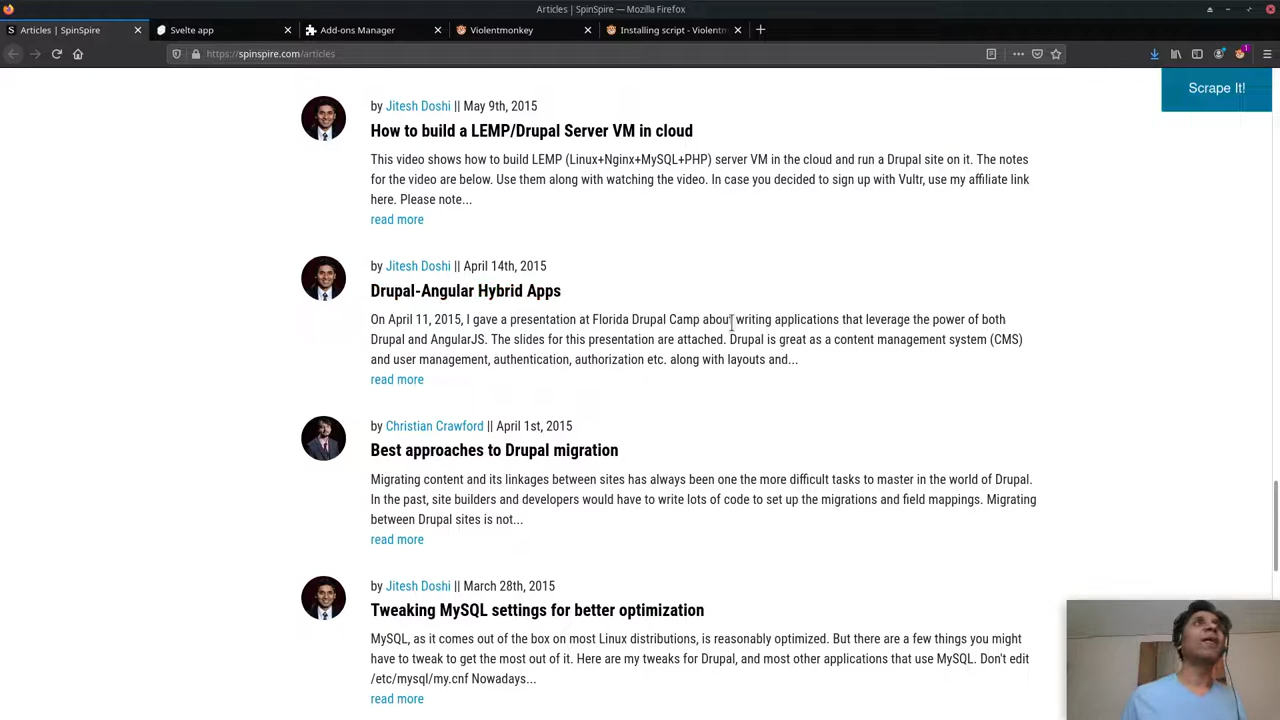 Articles | SpinSpire — Mozilla Firefox
Articles | SpinSpire
Svelte app
Add-ons Manager
Violentmonkey
Installing script - Violentm
https://spinspire.com/articles
1
Scrape It!
by Jitesh Doshi || May 9th, 2015
How to build a LEMP/Drupal Server VM in cloud
This video shows how to build LEMP (Linux+Nginx+MySQL+PHP) server VM in the cloud and run a Drupal site on it. The notes
for the video are below. Use them along with watching the video. In case you decided to sign up with Vultr, use my affiliate link
here. Please note...
read more
by Jitesh Doshi || April 14th, 2015
Drupal-Angular Hybrid Apps
On April 11, 2015, I gave a presentation at Florida Drupal Camp about writing applications that leverage the power of both
Drupal and AngularJS. The slides for this presentation are attached. Drupal is great as a content management system (CMS)
and user management, authentication, authorization etc. along with layouts and...
read more
by Christian Crawford || April 1st, 2015
Best approaches to Drupal migration
Migrating content and its linkages between sites has always been one the more difficult tasks to master in the world of Drupal.
In the past, site builders and developers would have to write lots of code to set up the migrations and field mappings. Migrating
between Drupal sites is not...
read more
by Jitesh Doshi || March 28th, 2015
Tweaking MySQL settings for better optimization
MySQL, as it comes out of the box on most Linux distributions, is reasonably optimized. But there are a few things you might
have to tweak to get the most out of it. Here are my tweaks for Drupal, and most other applications that use MySQL. Don't edit
/etc/mysql/my.cnf Nowadays...
read more